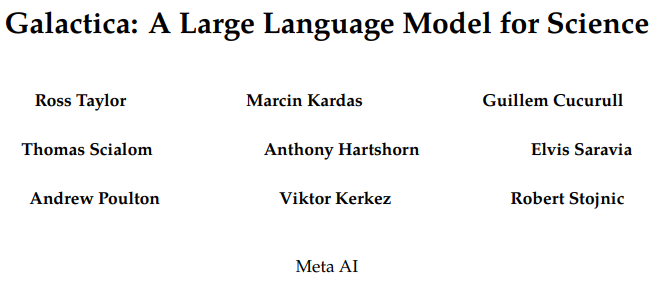 Galactica: A Large Language Model for Science
Ross Taylor Marcin Kardas Guillem Cucurull
Thomas Scialom Anthony Hartshorn Elvis Saravia
Andrew Poulton Viktor Kerkez Robert Stojnic
Meta AI